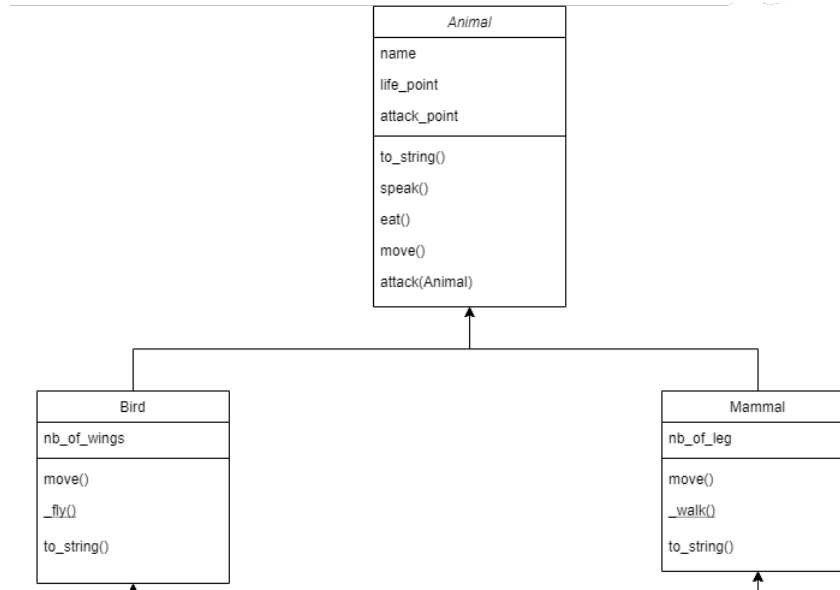 Animal
name
life_point
attack_point
to_string()
speak()
eat()
move()
attack(Animal)
Bird
nb_of_wings
move()
_fly()
to_string()
Mammal
nb_of_leg
move()
_walk()
to_string()